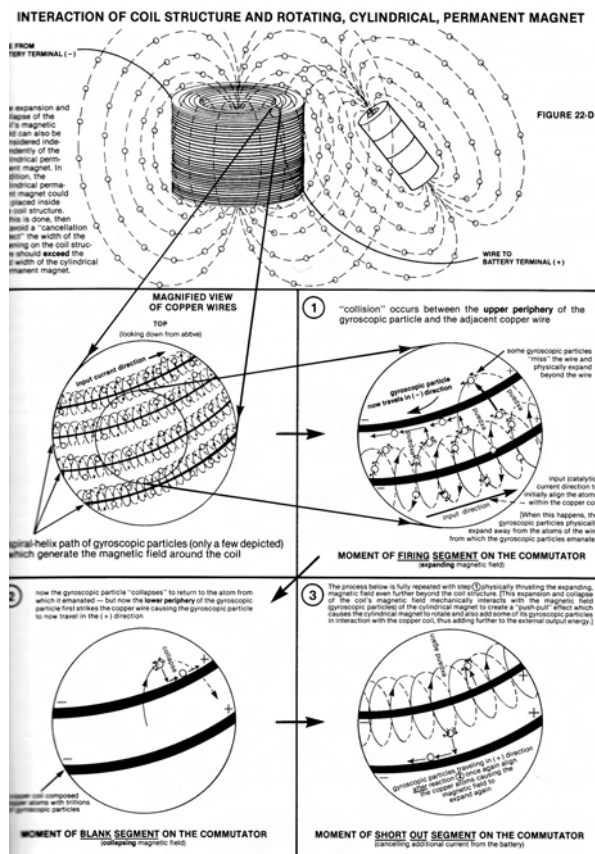 INTERACTION OF COIL STRUCTURE AND ROTATING, CYLINDRICAL, PERMANENT MAGNET
FROM
TERMINAL (–)
FIGURE 22-D
expansion and
of the
magnetic
can also be
of the
perm-
magnet. In
the
perma-
magnet could
placed inside
coil structure.
this is done, then
avoid a "cancellation
the width of the
on the coil struc-
should exceed the
width of the cylindrical
magnet.
WIRE TO
BATTERY TERMINAL (+)
MAGNIFIED VIEW
OF COPPER WIRES
TOP
(looking down from above)
input current direction
path of gyroscopic particles (only a few depicted)
which generate the magnetic field around the coil
1
"collision" occurs between the upper periphery of the
gyroscopic particle and the adjacent copper wire
some gyroscopic particles
"miss" the wire and
physically expand
beyond the wire
gyroscopic particle
now travels in (–) direction
–
+
expand
expand
–
+
input direction
input (catalytic
current direction to
initially align the atom
within the copper coil
[When this happens, the
gyroscopic particles physically
expand away from the atoms of the wire
from which the gyroscopic particles emanate
MOMENT OF FIRING SEGMENT ON THE COMMUTATOR
(expanding magnetic field)
2
now the gyroscopic particle "collapses" to return to the atom from
which it emanated — but now the lower periphery of the gyroscopic
particle first strikes the copper wire causing the gyroscopic particle
to now travel in the (+) direction
collapse
–
+
–
+
coil composed
atoms with trillions
gyroscopic particles
MOMENT OF BLANK SEGMENT ON THE COMMUTATOR
(collapsing magnetic field)
3
The process below is fully repeated with step 1 physically thrusting the expanding,
magnetic field even further beyond the coil structure. [This expansion and collapse
of the coil's magnetic field mechanically interacts with the magnetic field
(gyroscopic particles) of the cylindrical magnet to create a "push-pull" effect which
causes the cylindrical magnet to rotate and also add some of its gyroscopic particles
in interaction with the copper coil, thus adding further to the external output energy.]
expand again
–
+
–
+
gyroscopic particles traveling in (+) direction
after reaction 2 once again align
the copper atoms causing the
magnetic field to
expand again
MOMENT OF SHORT OUT SEGMENT ON THE COMMUTATOR
(cancelling additional current from the battery)